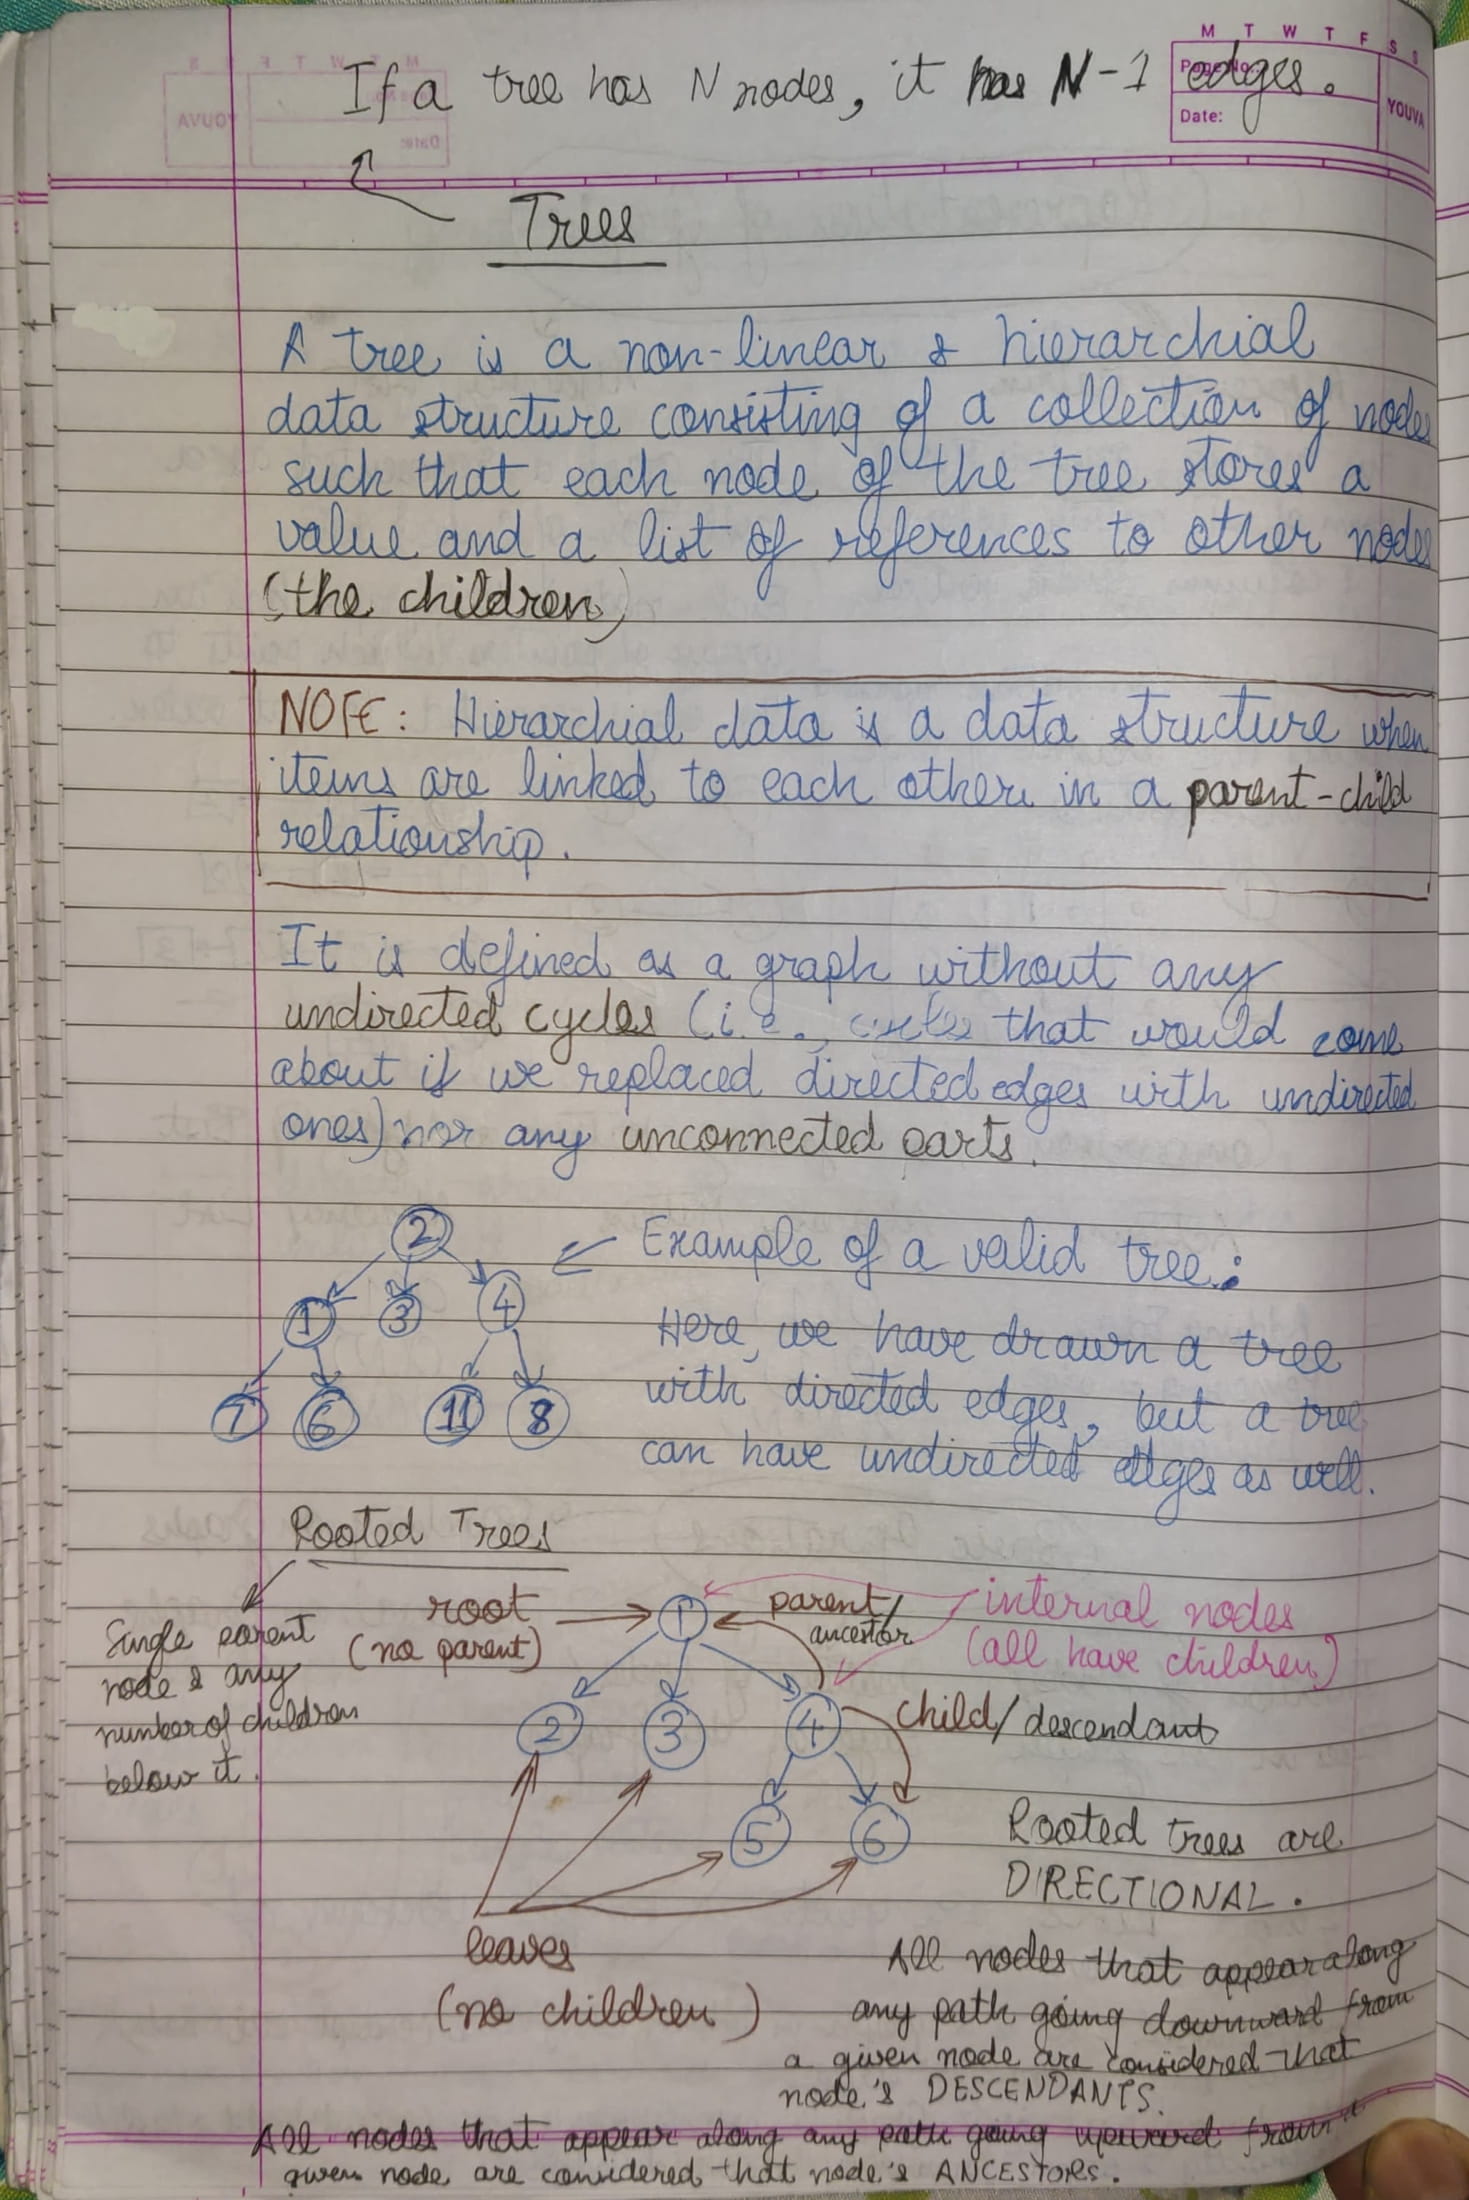 M T W T F S S
Page No.:
Date:
YOUVA
If a tree has N nodes, it has N-1 edges.
Trees
A tree is a non-linear & hierarchial
data structure consisting of a collection of nodes
such that each node of the tree stores a
value and a list of references to other nodes
(the children)
NOTE: Hierarchial data is a data structure when
items are linked to each other in a parent-child
relationship.
It is defined as a graph without any
undirected cycles (i.e., cycles that would come
about if we replaced directed edges with undirected
ones) nor any unconnected parts.
2
1 3 4
7 6 11 8
Example of a valid tree:
Here, we have drawn a tree
with directed edges, but a tree
can have undirected edges as well.
Rooted Trees
Single parent
node & any
number of children
below it.
root
(no parent)
1
parent/
ancestor
internal nodes
(all have children)
2 3 4
child/descendant
5 6
Rooted trees are
DIRECTIONAL.
leaves
(no children)
All nodes that appear along
any path going downward from
a given node are considered that
node's DESCENDANTS.
All nodes that appear along any path going upward from a
given node are considered that node's ANCESTORS.